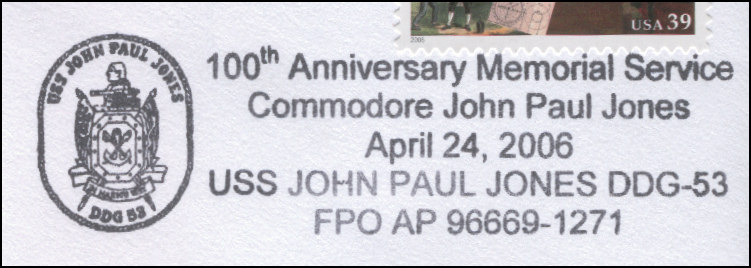 2006
USA 39
USS JOHN PAUL JONES
DDG 53
100th Anniversary Memorial Service
Commodore John Paul Jones
April 24, 2006
USS JOHN PAUL JONES DDG-53
FPO AP 96669-1271